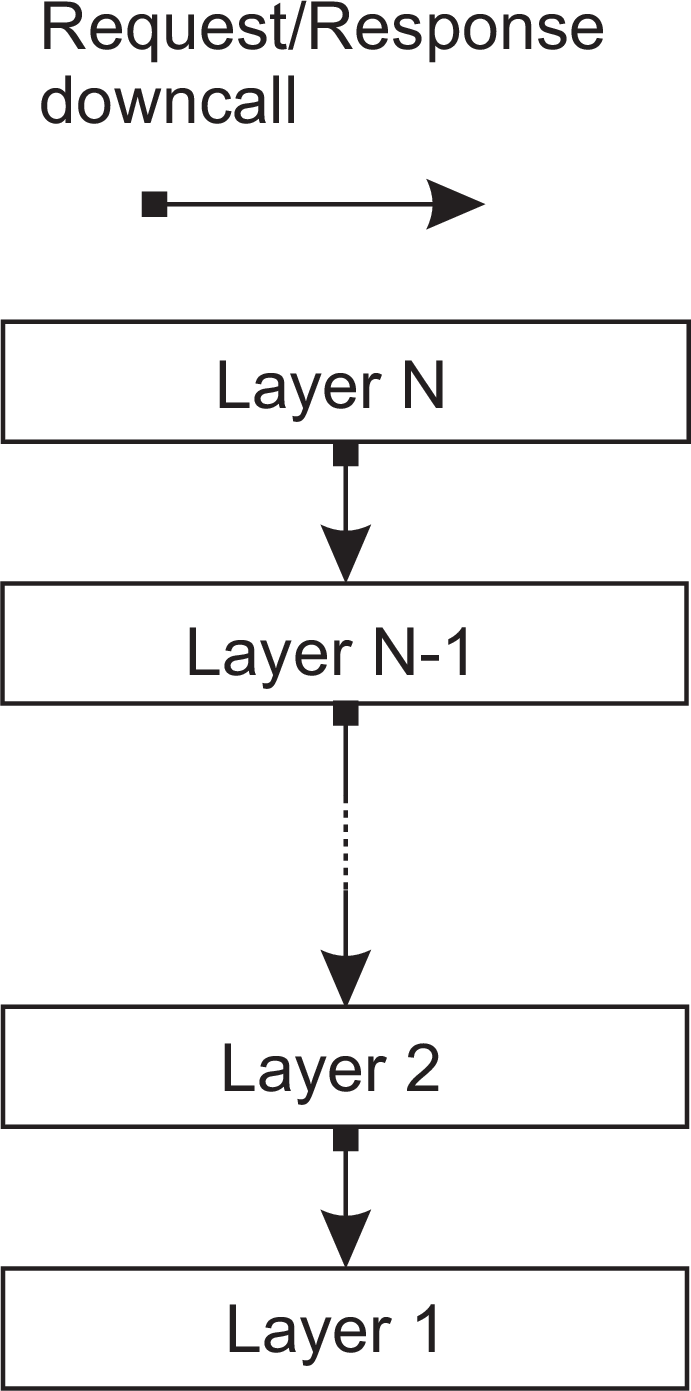 Request/Response
downcall
Layer N
Layer N-1
Layer 2
Layer 1